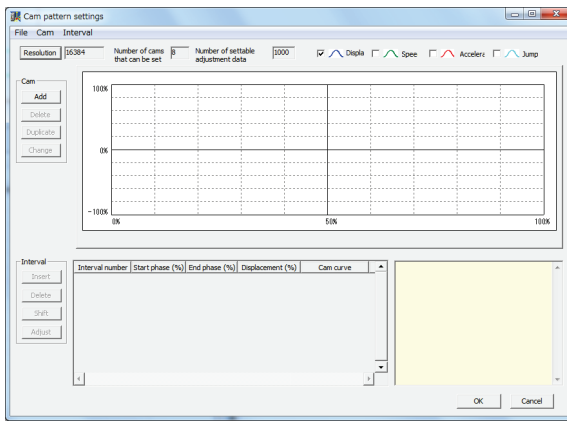 Cam pattern settings
File Cam Interval
Resolution 16384 Number of cams that can be set 8 Number of settable adjustment data 1000 Displa Spee Accelera Jump
Cam
Add
Delete
Duplicate
Change
100%
0%
-100%
0% 50% 100%
Interval
Insert
Delete
Shift
Adjust
Interval number Start phase (%) End phase (%) Displacement (%) Cam curve
OK Cancel